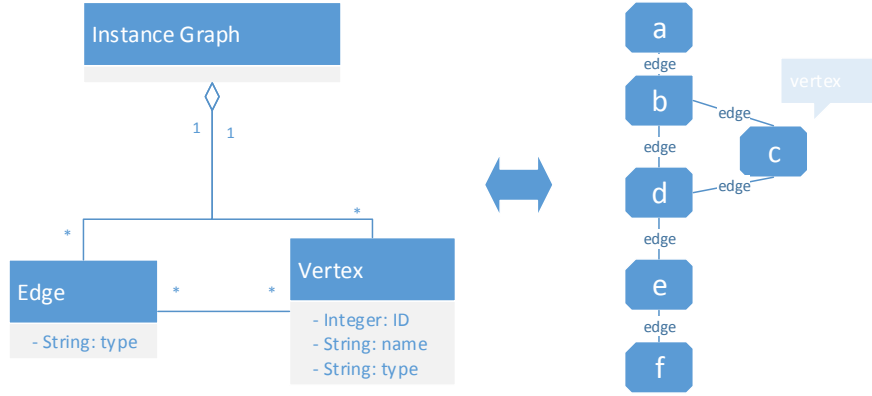 Instance Graph
1
1
*
*
Edge
- String: type
*
*
Vertex
- Integer: ID
- String: name
- String: type
a
edge
b
vertex
edge
edge
c
d
edge
edge
e
edge
f